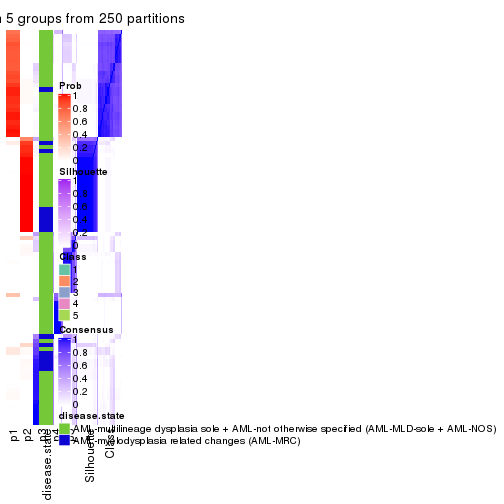 5 groups from 250 partitions
Prob
1
0.8
0.6
0.4
0.2
0
Silhouette
1
0.8
0.6
0.4
0.2
0
Class
1
2
3
4
5
Consensus
1
0.8
0.6
0.4
0.2
0
disease.state
AML-multilineage dysplasia sole + AML-not otherwise specified (AML-MLD-sole + AML-NOS)
AML-myelodysplasia related changes (AML-MRC)
p1
p2
p3
disease.state
Silhouette
Class